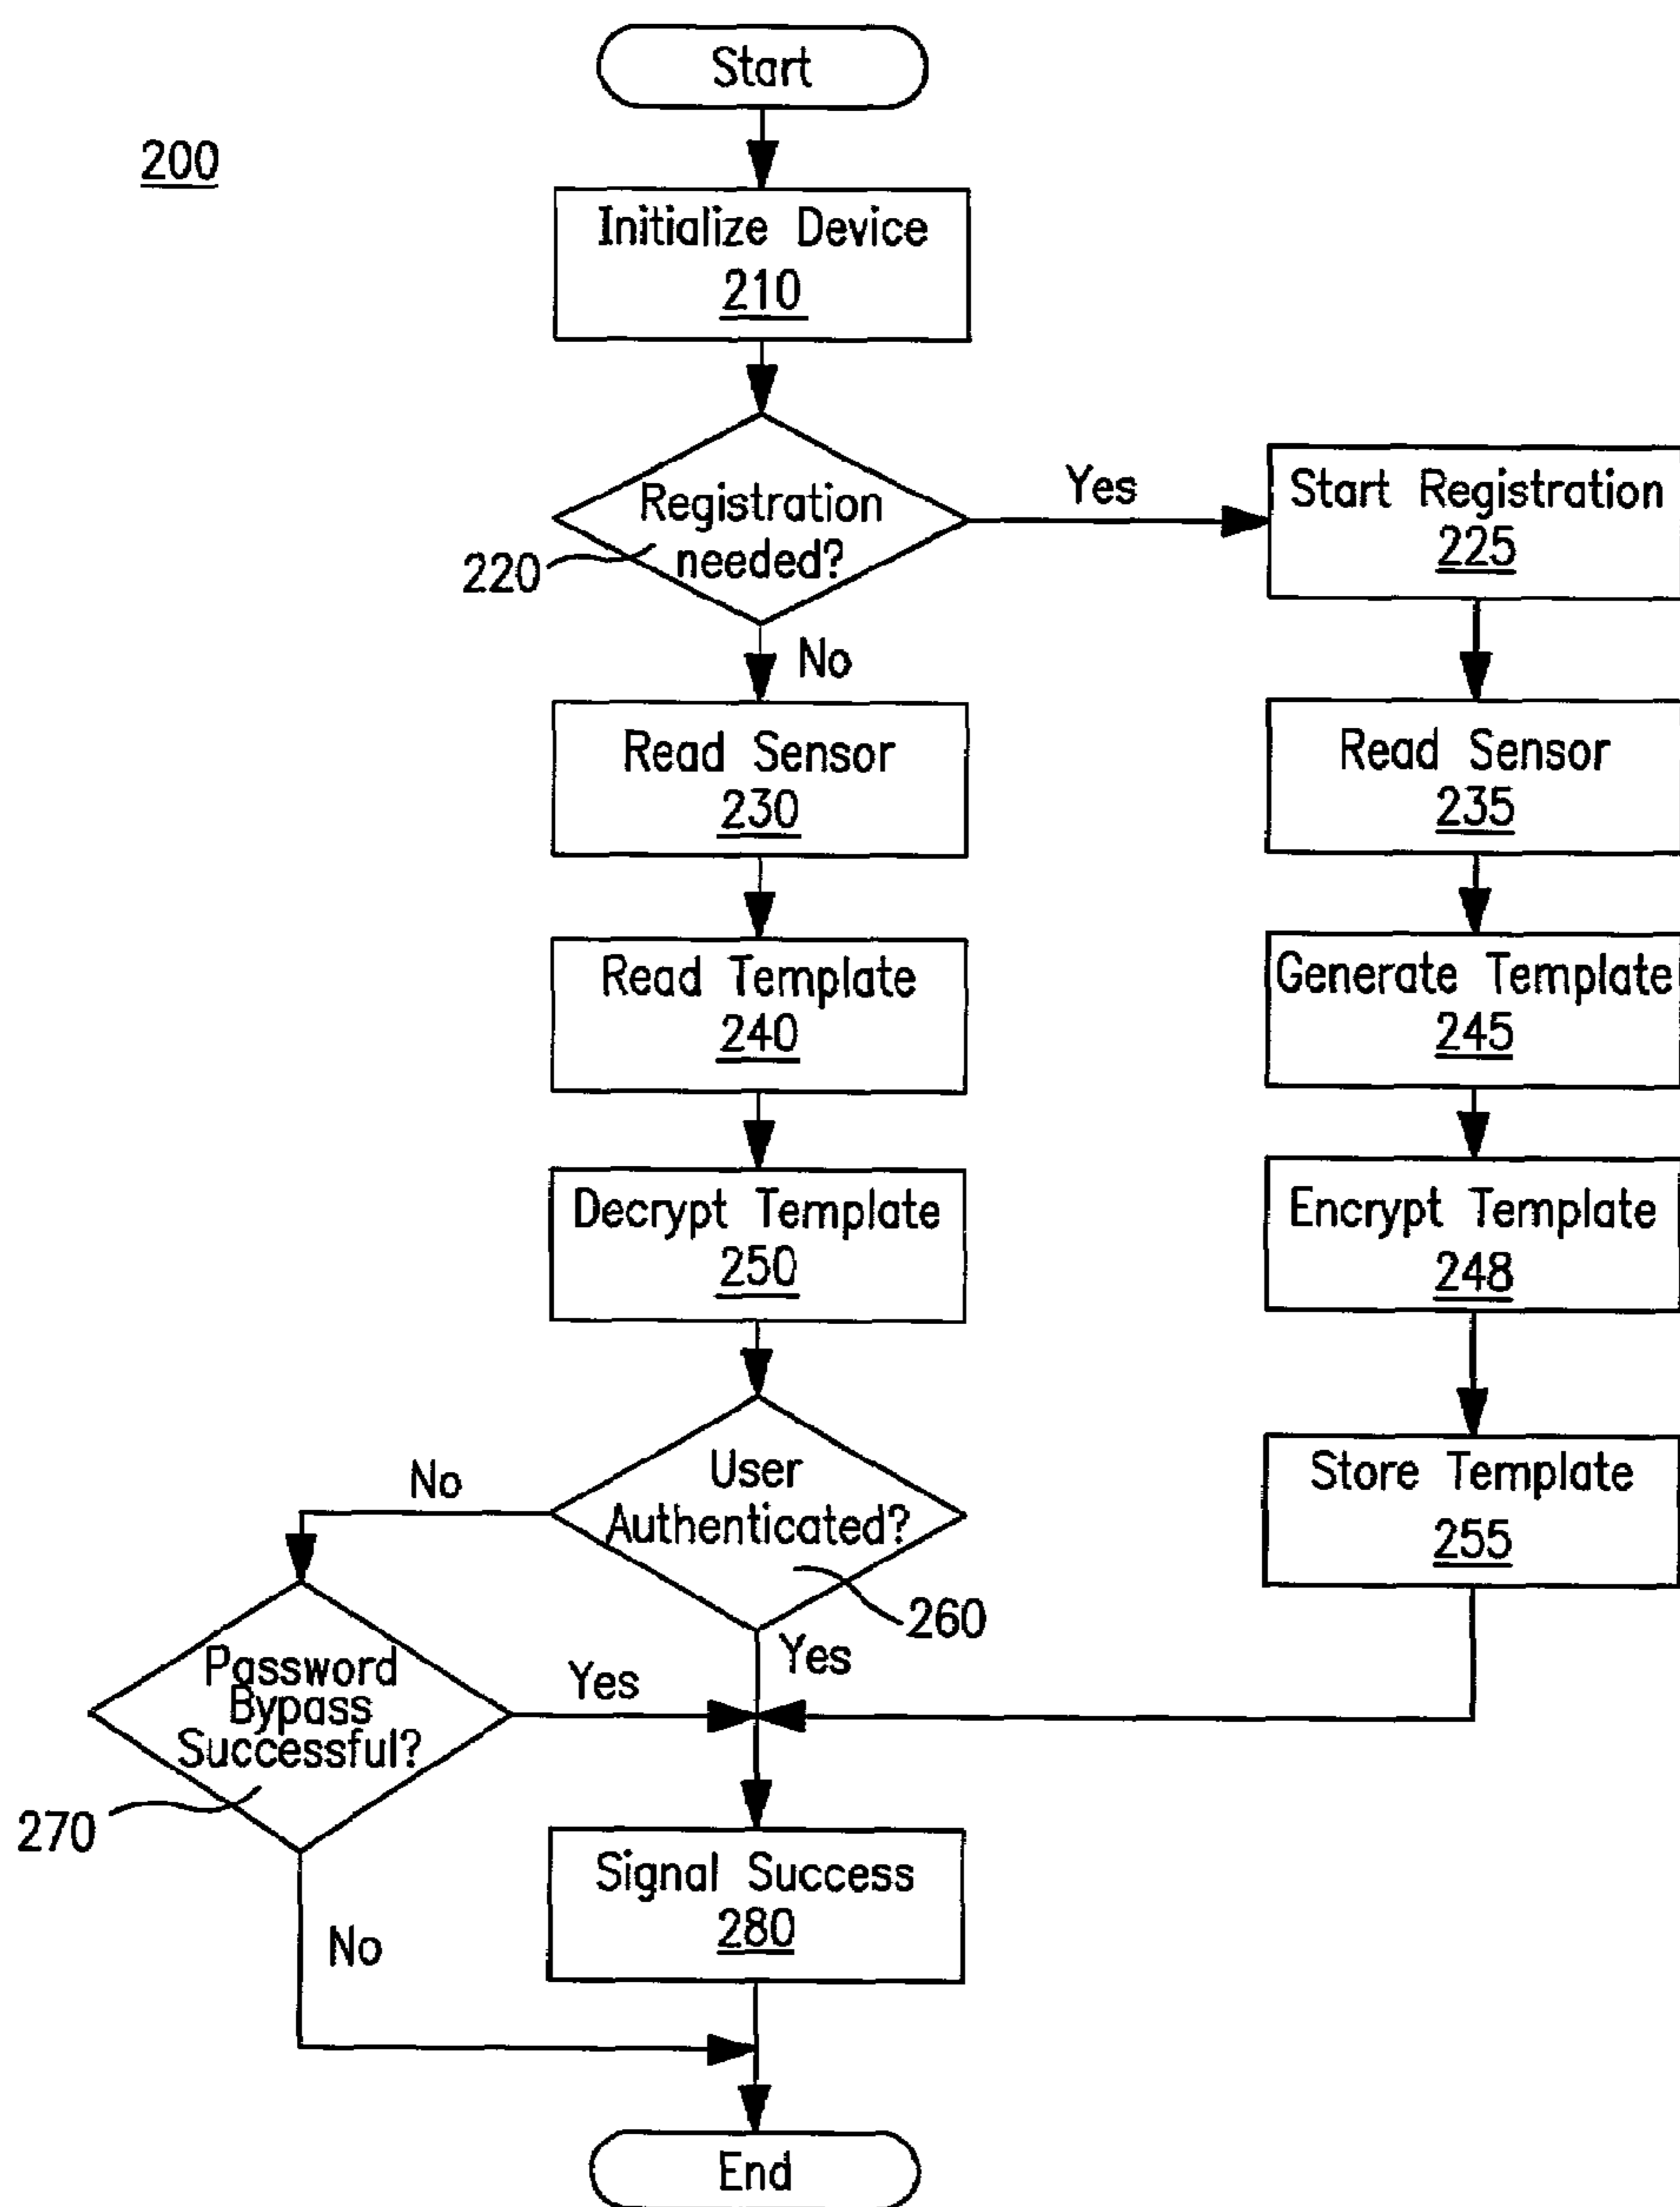 Start
200
Initialize Device
210
Registration
needed?
220
Yes
Start Registration
225
No
Read Sensor
230
Read Sensor
235
Read Template
240
Generate Template
245
Decrypt Template
250
Encrypt Template
248
User
Authenticated?
260
No
Yes
Store Template
255
Password
Bypass
Successful?
270
Yes
No
Signal Success
280
End